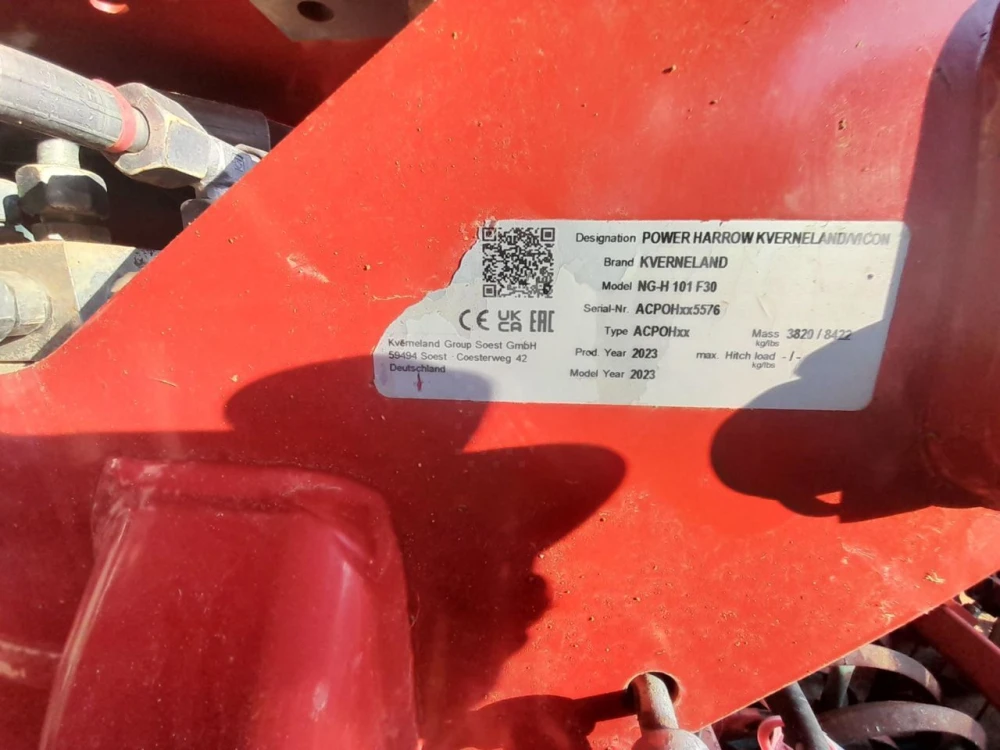 Designation POWER HARROW KVERNELAND/VICON
Brand KVERNELAND
Model NG-H 101 F30
Serial-Nr. ACPOHxx5576
Type ACPOHxx
Mass 3820 / 8422
kg/lbs
Prod. Year 2023
max. Hitch load - / -
kg/lbs
Model Year 2023
CE UK CA EAC
Kverneland Group Soest GmbH
59494 Soest · Coesterweg 42
Deutschland